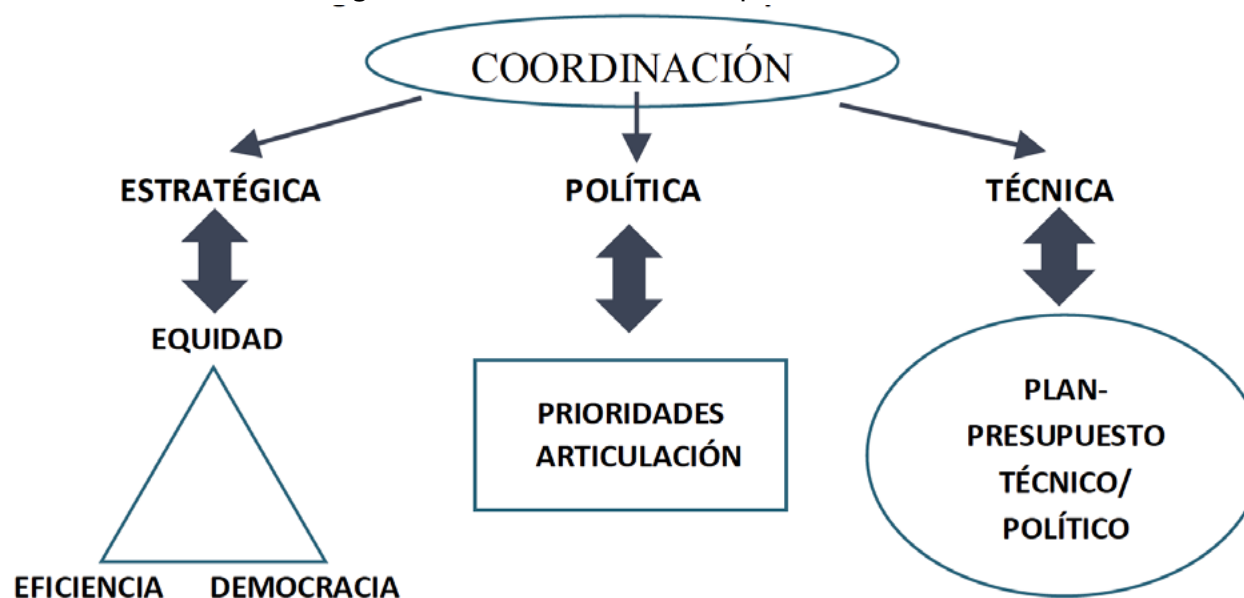 COORDINACIÓN
ESTRATÉGICA
POLÍTICA
TÉCNICA
EQUIDAD
EFICIENCIA
DEMOCRACIA
PRIORIDADES
ARTICULACIÓN
PLAN-
PRESUPUESTO
TÉCNICO/
POLÍTICO